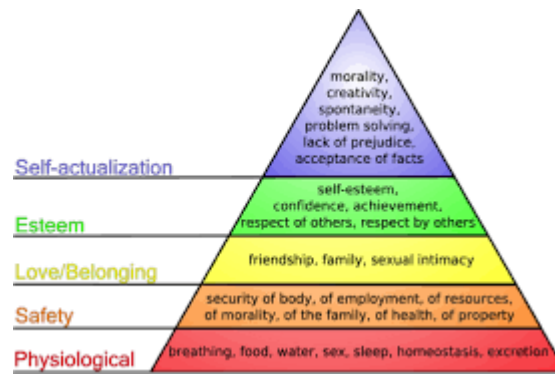 morality,
creativity,
spontaneity,
problem solving,
lack of prejudice,
acceptance of facts
Self-actualization
self-esteem,
confidence, achievement,
respect of others, respect by others
Esteem
friendship, family, sexual intimacy
Love/Belonging
security of body, of employment, of resources,
of morality, of the family, of health, of property
Safety
breathing, food, water, sex, sleep, homeostasis, excretion
Physiological